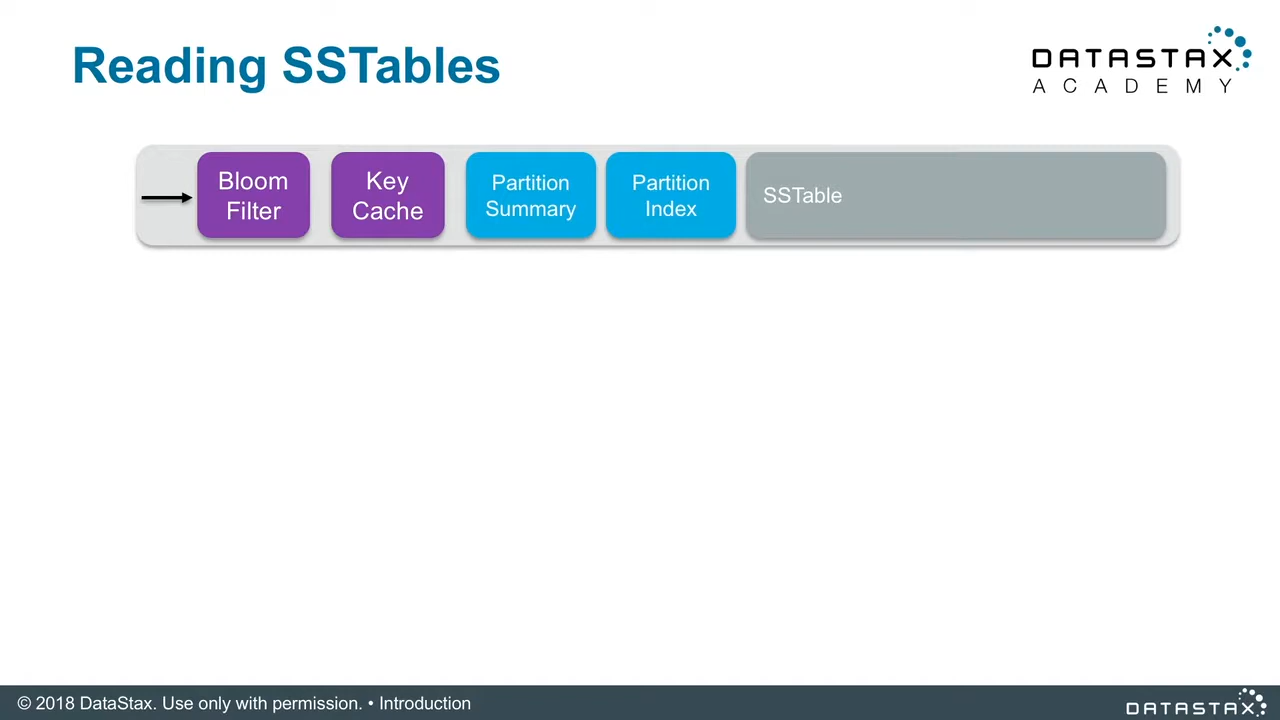 Reading SSTables
DATASTAX
ACADEMY
Bloom
Filter
Key
Cache
Partition
Summary
Partition
Index
SSTable
© 2018 DataStax. Use only with permission. • Introduction
DATASTAX